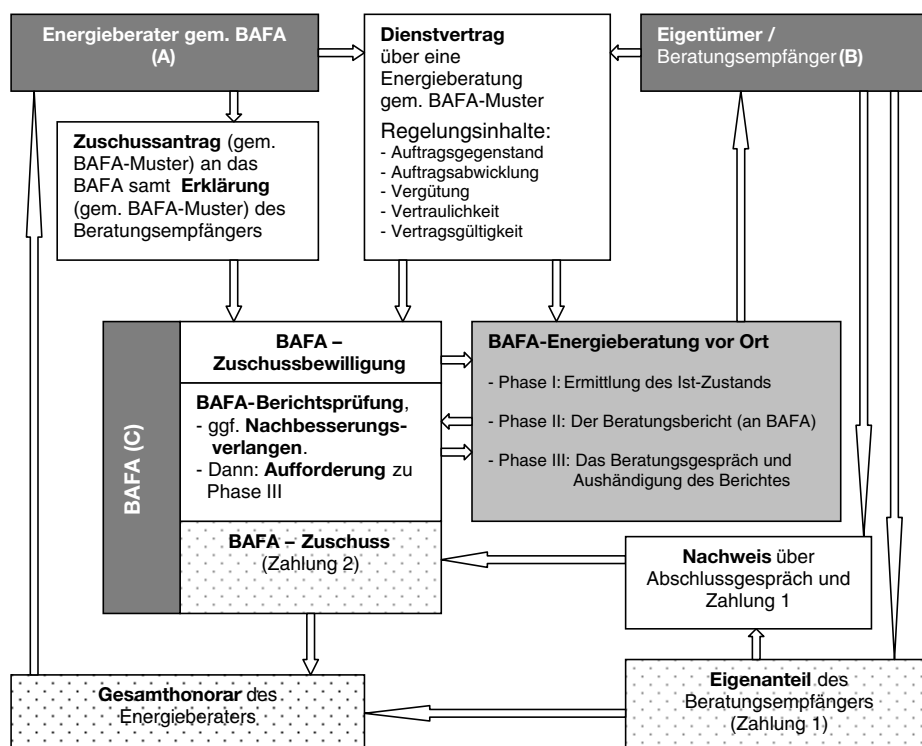 Energieberater gem. BAFA
(A)
Dienstvertrag
über eine
Energieberatung
gem. BAFA-Muster
Regelungsinhalte:
- Auftragsgegenstand
- Auftragsabwicklung
- Vergütung
- Vertraulichkeit
- Vertragsgültigkeit
Eigentümer /
Beratungsempfänger (B)
Zuschussantrag (gem.
BAFA-Muster) an das
BAFA samt Erklärung
(gem. BAFA-Muster) des
Beratungsempfängers
BAFA (C)
BAFA –
Zuschussbewilligung
BAFA-Berichtsprüfung,
- ggf. Nachbesserungs-
verlangen.
- Dann: Aufforderung zu
Phase III
BAFA – Zuschuss
(Zahlung 2)
BAFA-Energieberatung vor Ort
- Phase I: Ermittlung des Ist-Zustands
- Phase II: Der Beratungsbericht (an BAFA)
- Phase III: Das Beratungsgespräch und
Aushändigung des Berichtes
Nachweis über
Abschlussgespräch und
Zahlung 1
Gesamthonorar des
Energieberaters
Eigenanteil des
Beratungsempfängers
(Zahlung 1)